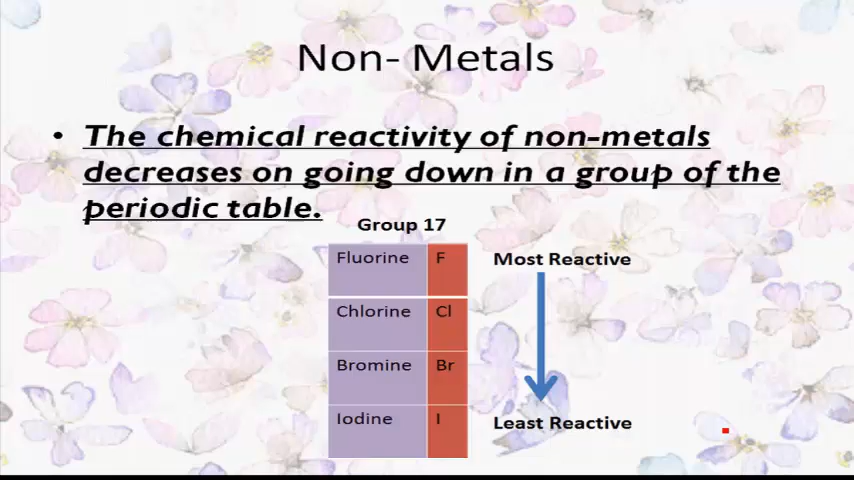 Non- Metals
• The chemical reactivity of non-metals
decreases on going down in a group of the
periodic table.
Group 17
Fluorine F
Most Reactive
Chlorine Cl
Bromine Br
Iodine I
Least Reactive